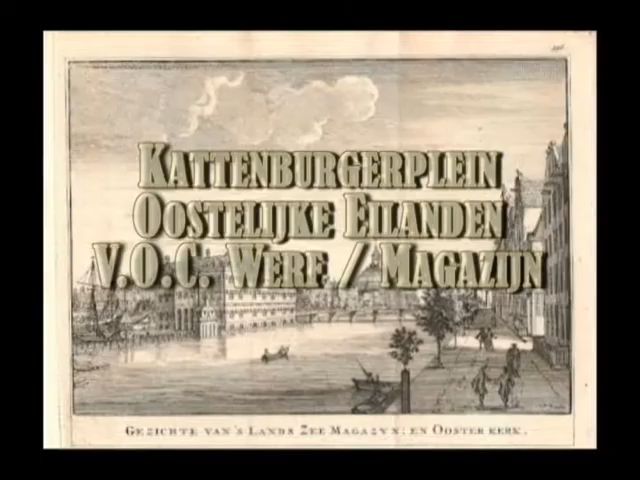 KATTENBURGERPLEIN
OOSTELIJKE EILANDEN
V.O.C. WERF / MAGAZIJN
GEZICHTE VAN'S LANDS ZEE MAGAZYN; EN OOSTER KERK.